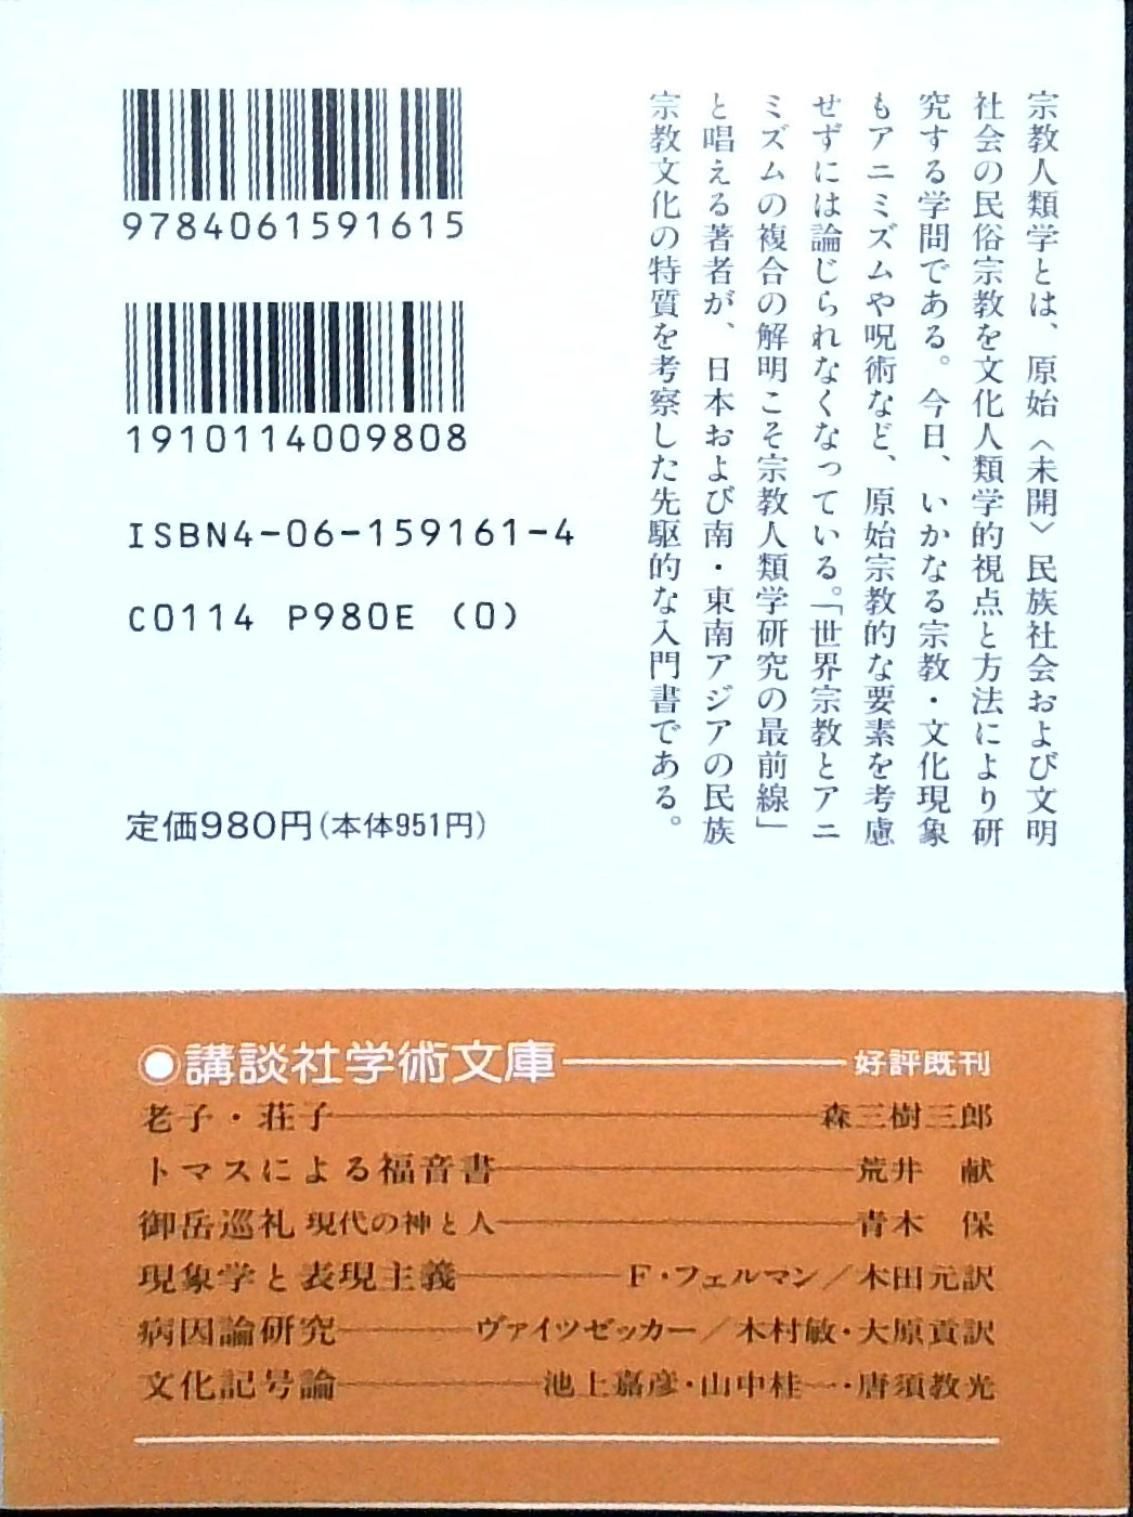 宗教人類学とは、原始〈未開〉民族社会および文明
社会の民俗宗教を文化人類学的視点と方法により研
究する学問である。今日、いかなる宗教・文化現象
もアニミズムや呪術など、原始宗教的な要素を考慮
せずには論じられなくなっている。「世界宗教とアニ
ミズムの複合の解明こそ宗教人類学研究の最前線」
と唱える著者が、日本および南・東南アジアの民族
宗教文化の特質を考察した先駆的な入門書である。
9784061591615
1910114009808
ISBN4-06-159161-4
C0114 P980E (0)
定価980円(本体951円)
◉講談社学術文庫――好評既刊
老子・荘子――森三樹三郎
トマスによる福音書――荒井 献
御岳巡礼 現代の神と人――青木 保
現象学と表現主義――F・フェルマン/木田元訳
病因論研究――ヴァイツゼッカー/木村敏・大原貢訳
文化記号論――池上嘉彦・山中桂一・唐須教光